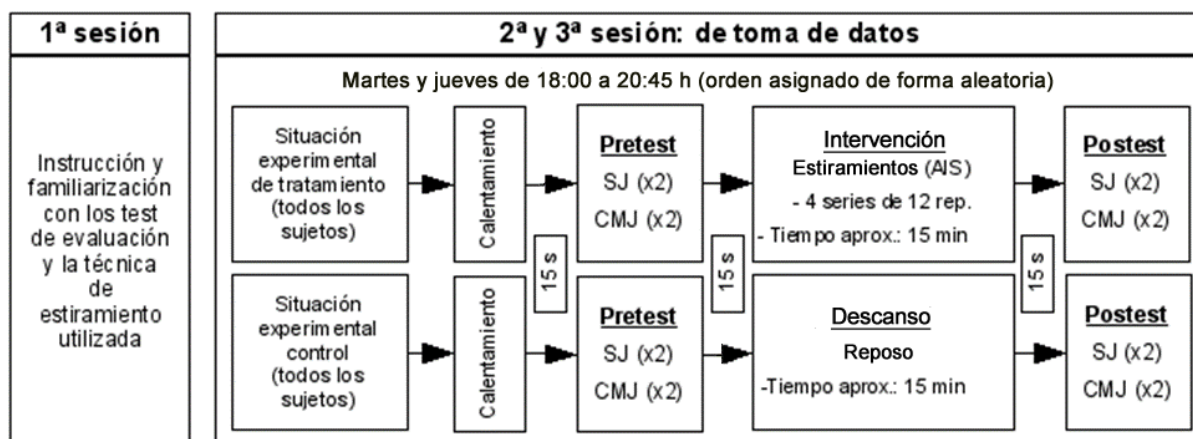 1ª sesión
Instrucción y
familiarización
con los test
de evaluación
y la técnica
de
estiramiento
utilizada
2ª y 3ª sesión: de toma de datos
Martes y jueves de 18:00 a 20:45 h (orden asignado de forma aleatoria)
Situación
experimental
de tratamiento
(todos los
sujetos)
Calentamiento
Pretest
SJ (x2)
CMJ (x2)
Intervención
Estiramientos (AIS)
- 4 series de 12 rep.
- Tiempo aprox.: 15 min
Postest
SJ (x2)
CMJ (x2)
15 s
15 s
15 s
Situación
experimental
control
(todos los
sujetos)
Calentamiento
Pretest
SJ (x2)
CMJ (x2)
Descanso
Reposo
-Tiempo aprox.: 15 min
Postest
SJ (x2)
CMJ (x2)